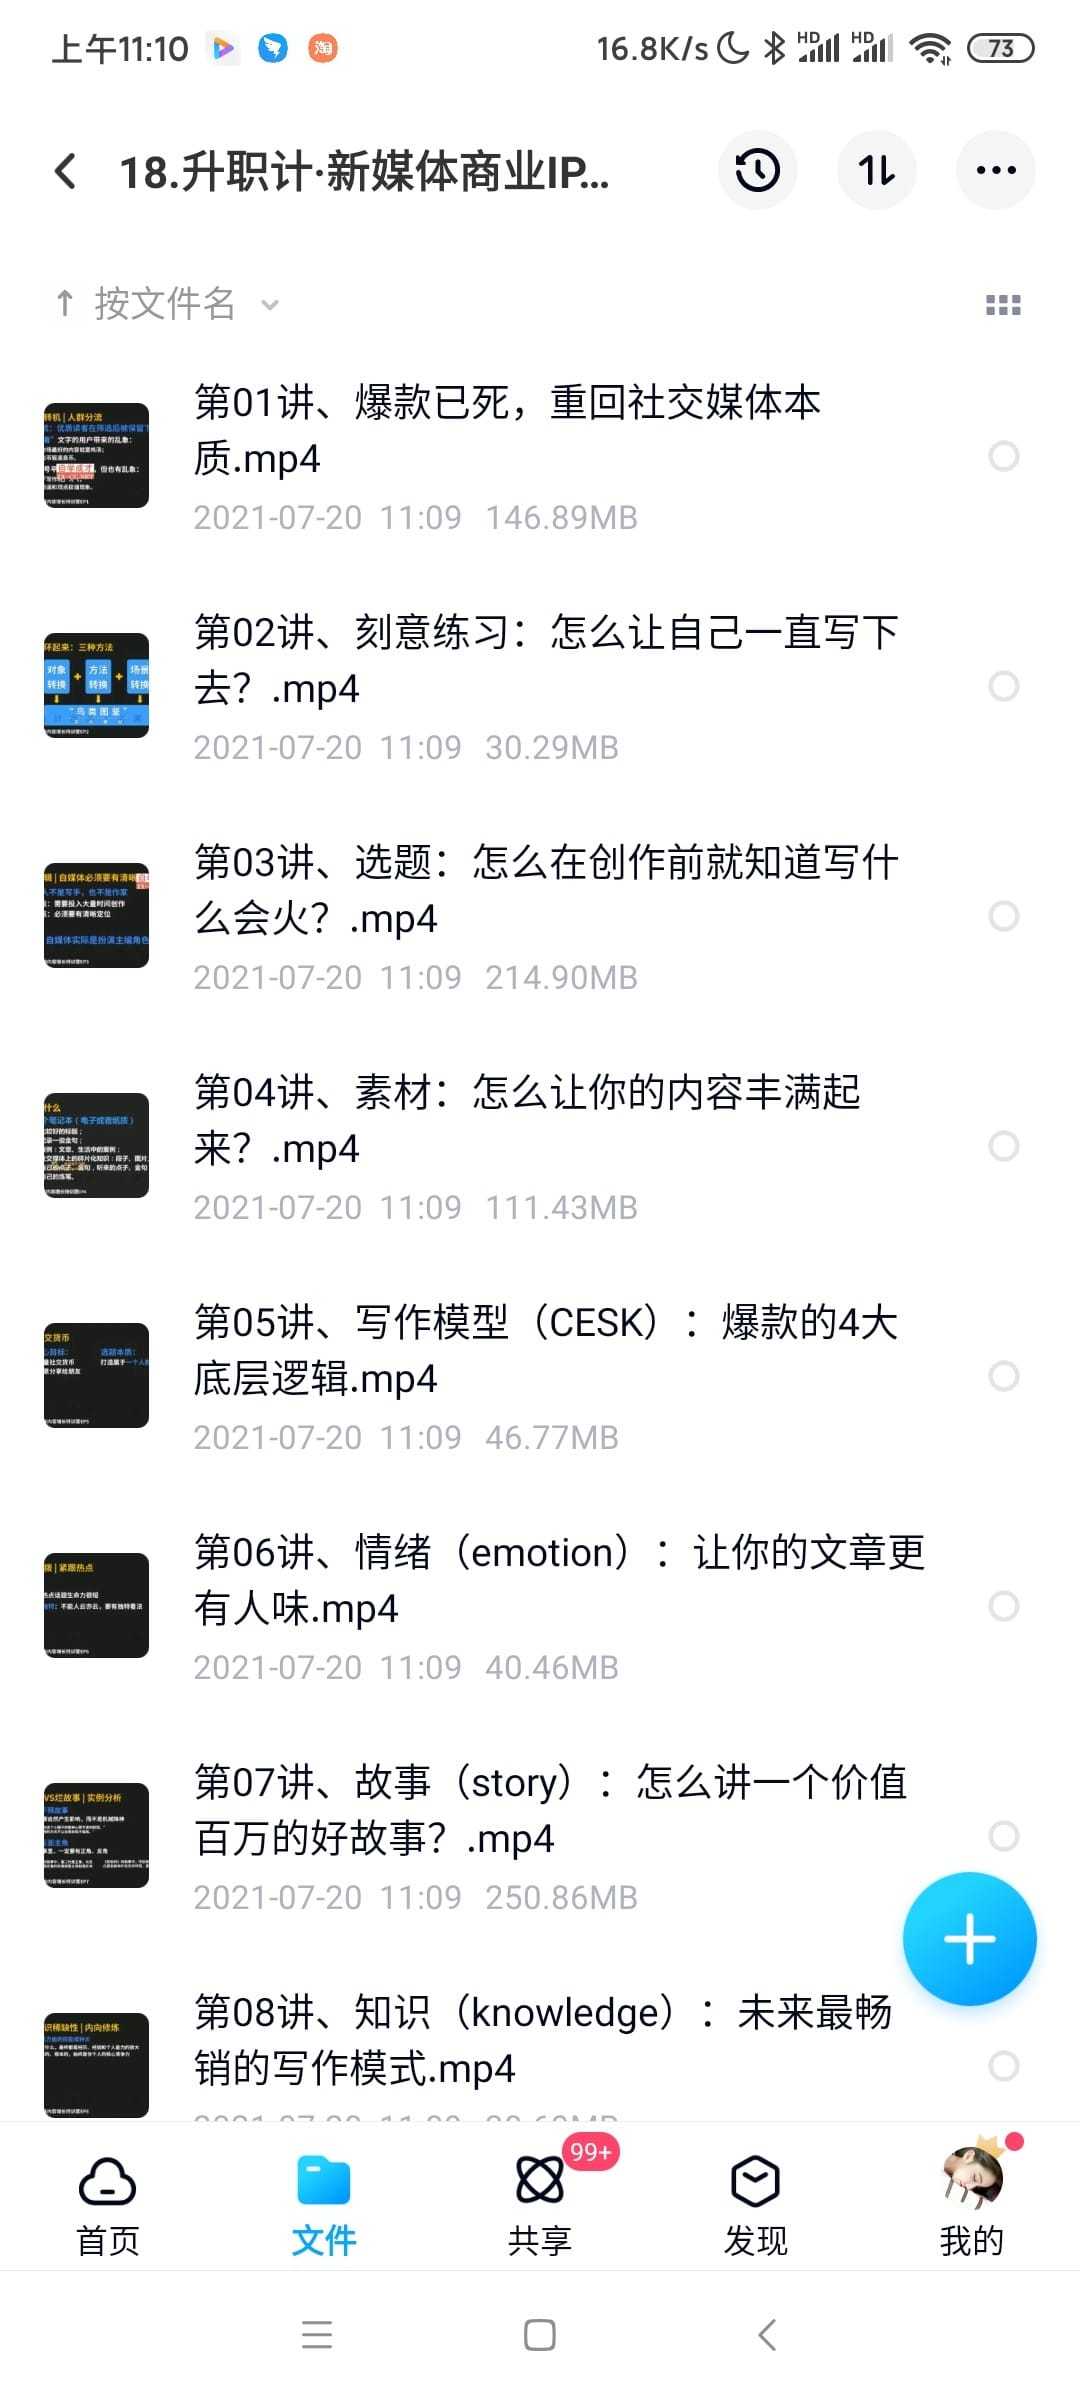 上午11:10
淘
16.8K/s
HD
HD
73
18.升职计·新媒体商业IP...
按文件名
第01讲、爆款已死，重回社交媒体本
质.mp4
2021-07-20 11:09 146.89MB
第02讲、刻意练习：怎么让自己一直写下
去？.mp4
2021-07-20 11:09 30.29MB
第03讲、选题：怎么在创作前就知道写什
么会火？.mp4
2021-07-20 11:09 214.90MB
第04讲、素材：怎么让你的内容丰满起
来？.mp4
2021-07-20 11:09 111.43MB
第05讲、写作模型（CESK）：爆款的4大
底层逻辑.mp4
2021-07-20 11:09 46.77MB
第06讲、情绪（emotion）：让你的文章更
有人味.mp4
2021-07-20 11:09 40.46MB
第07讲、故事（story）：怎么讲一个价值
百万的好故事？.mp4
2021-07-20 11:09 250.86MB
第08讲、知识（knowledge）：未来最畅
销的写作模式.mp4
99+
首页
文件
共享
发现
我的